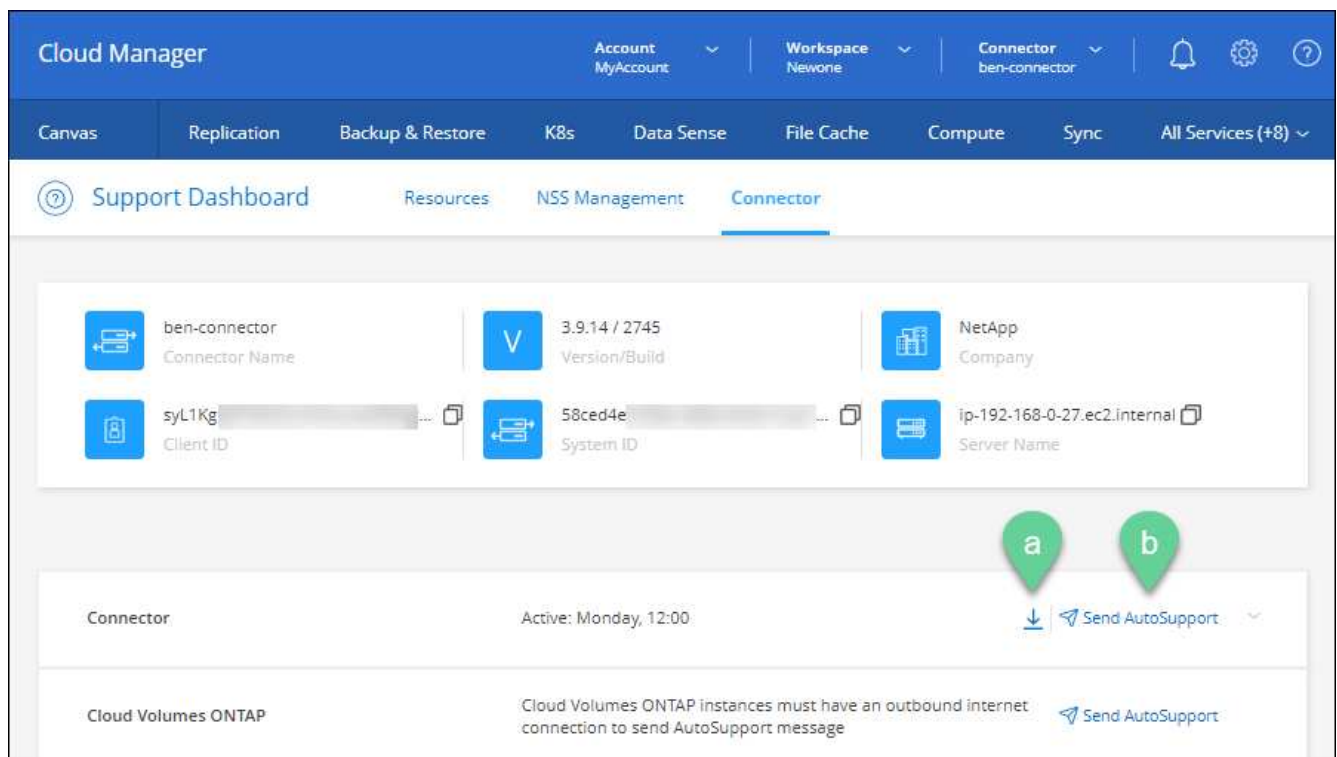 Cloud Manager
Account
MyAccount
Workspace
Newone
Connector
ben-connector
Canvas Replication Backup & Restore K8s Data Sense File Cache Compute Sync All Services (+8)
Support Dashboard Resources NSS Management Connector
ben-connector
Connector Name
V
3.9.14 / 2745
Version/Build
NetApp
Company
syL1Kg ...
Client ID
58ced4e ...
System ID
ip-192-168-0-27.ec2.internal
Server Name
a b
Connector Active: Monday, 12:00 Send AutoSupport
Cloud Volumes ONTAP
Cloud Volumes ONTAP instances must have an outbound internet
connection to send AutoSupport message
Send AutoSupport